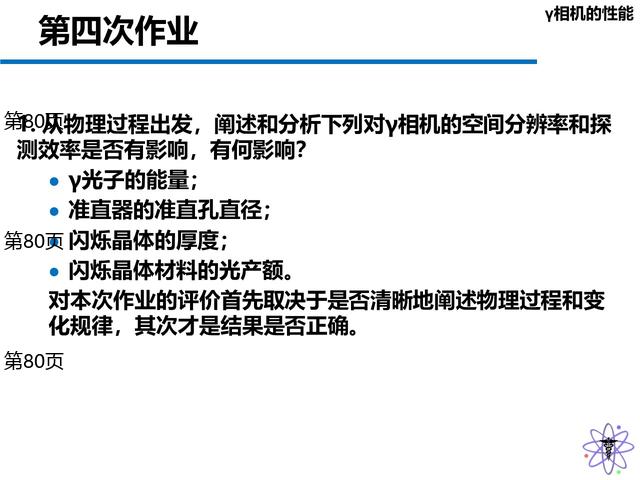 γ相机的性能
第四次作业
第80页
1. 从物理过程出发，阐述和分析下列对γ相机的空间分辨率和探
测效率是否有影响，有何影响？
• γ光子的能量；
• 准直器的准直孔直径；
第80页
• 闪烁晶体的厚度；
• 闪烁晶体材料的光产额。
对本次作业的评价首先取决于是否清晰地阐述物理过程和变
化规律，其次才是结果是否正确。
第80页